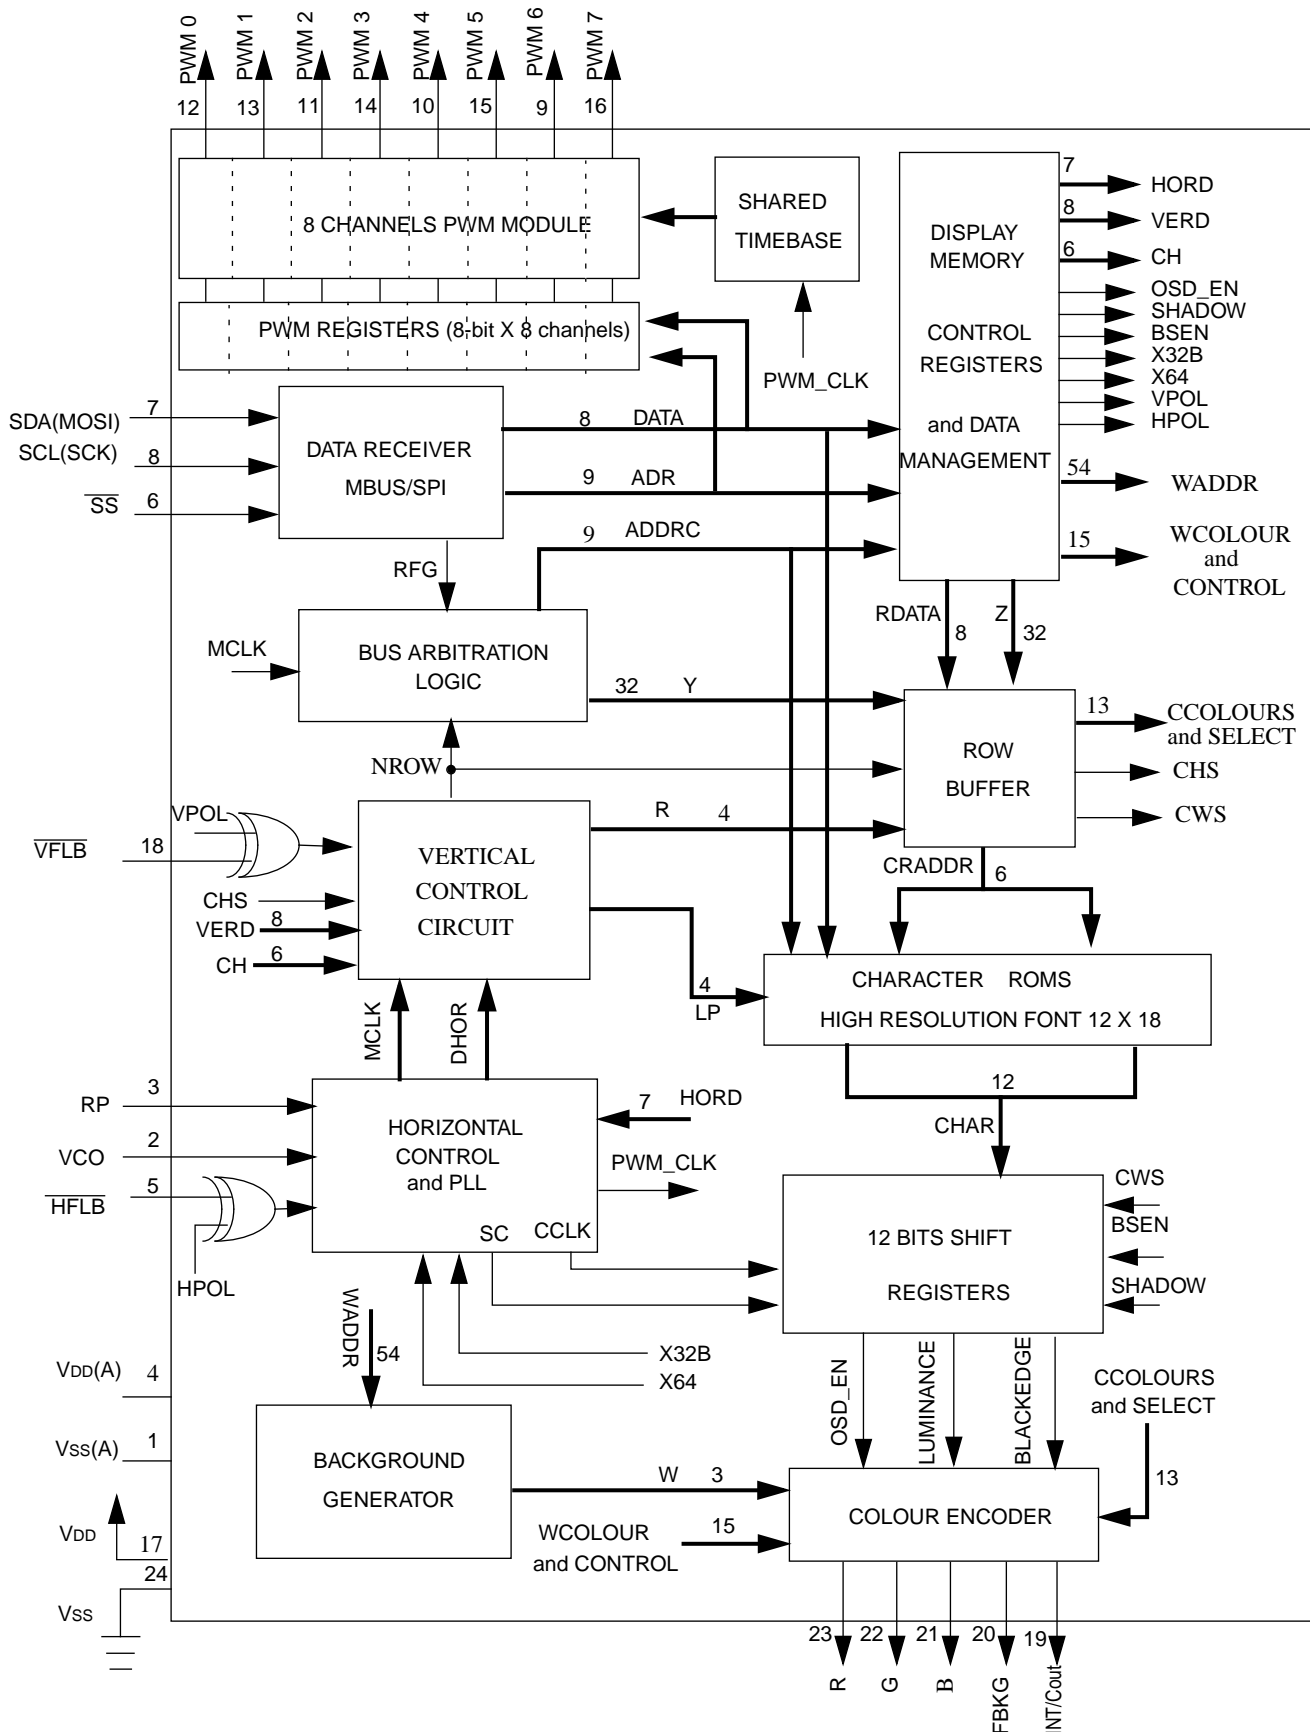 PWM 0
PWM 1
PWM 2
PWM 3
PWM 4
PWM 5
PWM 6
PWM 7
12
13
11
14
10
15
9
16
8 CHANNELS PWM MODULE
PWM REGISTERS (8-bit X 8 channels)
SHARED
TIMEBASE
PWM_CLK
DISPLAY
MEMORY
CONTROL
REGISTERS
and DATA
MANAGEMENT
7
HORD
8
VERD
6
CH
OSD_EN
SHADOW
BSEN
X32B
X64
VPOL
HPOL
54
WADDR
15
WCOLOUR
and
CONTROL
SDA(MOSI)
7
SCL(SCK)
8
SS
6
DATA RECEIVER
MBUS/SPI
8 DATA
9 ADR
9 ADDRC
RFG
MCLK
BUS ARBITRATION
LOGIC
32 Y
RDATA
8
Z
32
ROW
BUFFER
13
CCOLOURS
and SELECT
CHS
CWS
NROW
VPOL
VFLB
18
CHS
VERD
8
CH
6
VERTICAL
CONTROL
CIRCUIT
R 4
4
LP
CRADDR
6
CHARACTER ROMS
HIGH RESOLUTION FONT 12 X 18
MCLK
DHOR
RP
3
VCO
2
HFLB
5
HPOL
HORIZONTAL
CONTROL
and PLL
SC
CCLK
7
HORD
PWM_CLK
12
CHAR
12 BITS SHIFT
REGISTERS
CWS
BSEN
SHADOW
X32B
X64
WADDR
54
OSD_EN
LUMINANCE
BLACKEDGE
CCOLOURS
and SELECT
13
VDD(A)
4
VSS(A)
1
VDD
17
24
VSS
BACKGROUND
GENERATOR
W 3
WCOLOUR
and CONTROL
15
COLOUR ENCODER
23
22
21
20
19
R
G
B
FBKG
INT/Cout